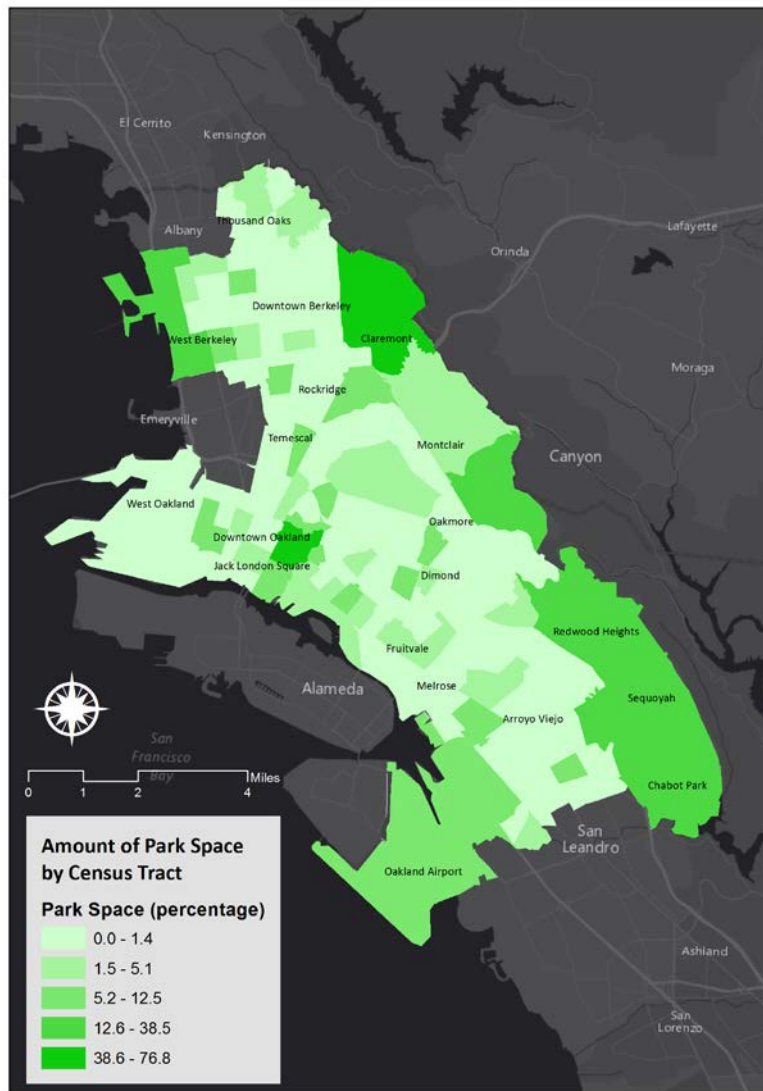 El Cerrito
Kensington
Thousand Oaks
Albany
Orinda
Lafayette
Downtown Berkeley
West Berkeley
Claremont
Moraga
Rockridge
Emeryville
Temescal
Montclair
Canyon
West Oakland
Oakmore
Downtown Oakland
Jack London Square
Dimond
Redwood Heights
Fruitvale
Alameda
Melrose
Sequoyah
Arroyo Viejo
San
Francisco
Bay
Miles
0 1 2 4
Chabot Park
San
Leandro
Oakland Airport
Ashland
San
Lorenzo
Amount of Park Space
by Census Tract
Park Space (percentage)
0.0 - 1.4
1.5 - 5.1
5.2 - 12.5
12.6 - 38.5
38.6 - 76.8